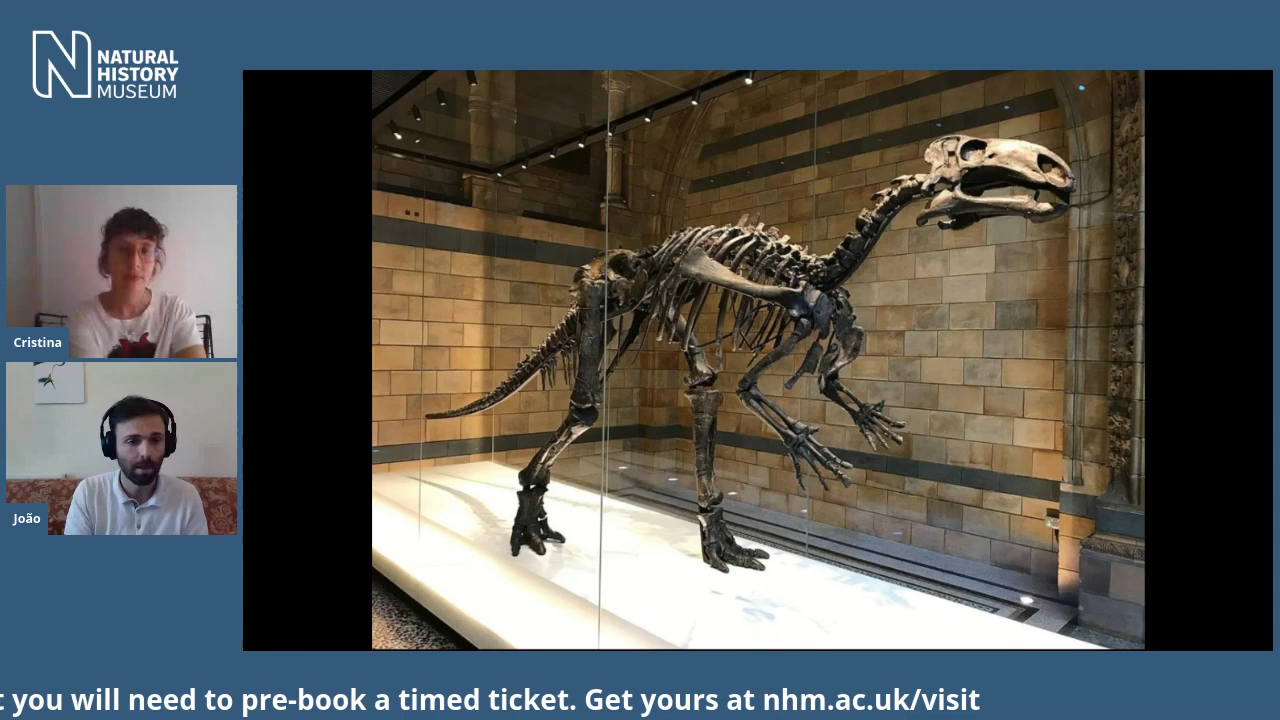 NATURAL
HISTORY
MUSEUM
Cristina
João
t you will need to pre-book a timed ticket. Get yours at nhm.ac.uk/visit